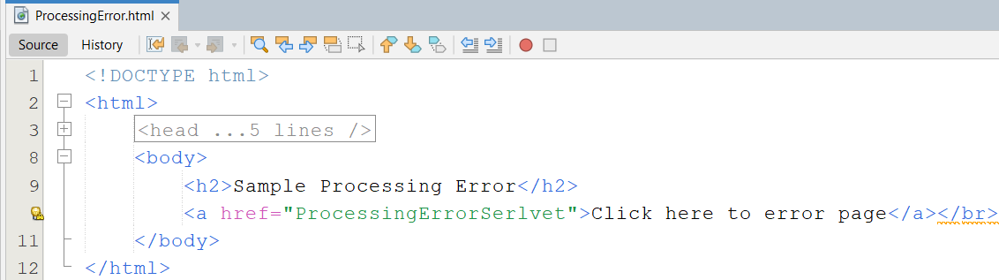 ProcessingError.html
Source History
1 <!DOCTYPE html>
2 <html>
3 <head ...5 lines />
8 <body>
9 <h2>Sample Processing Error</h2>
<a href="ProcessingErrorSerlvet">Click here to error page</a></br>
11 </body>
12 </html>